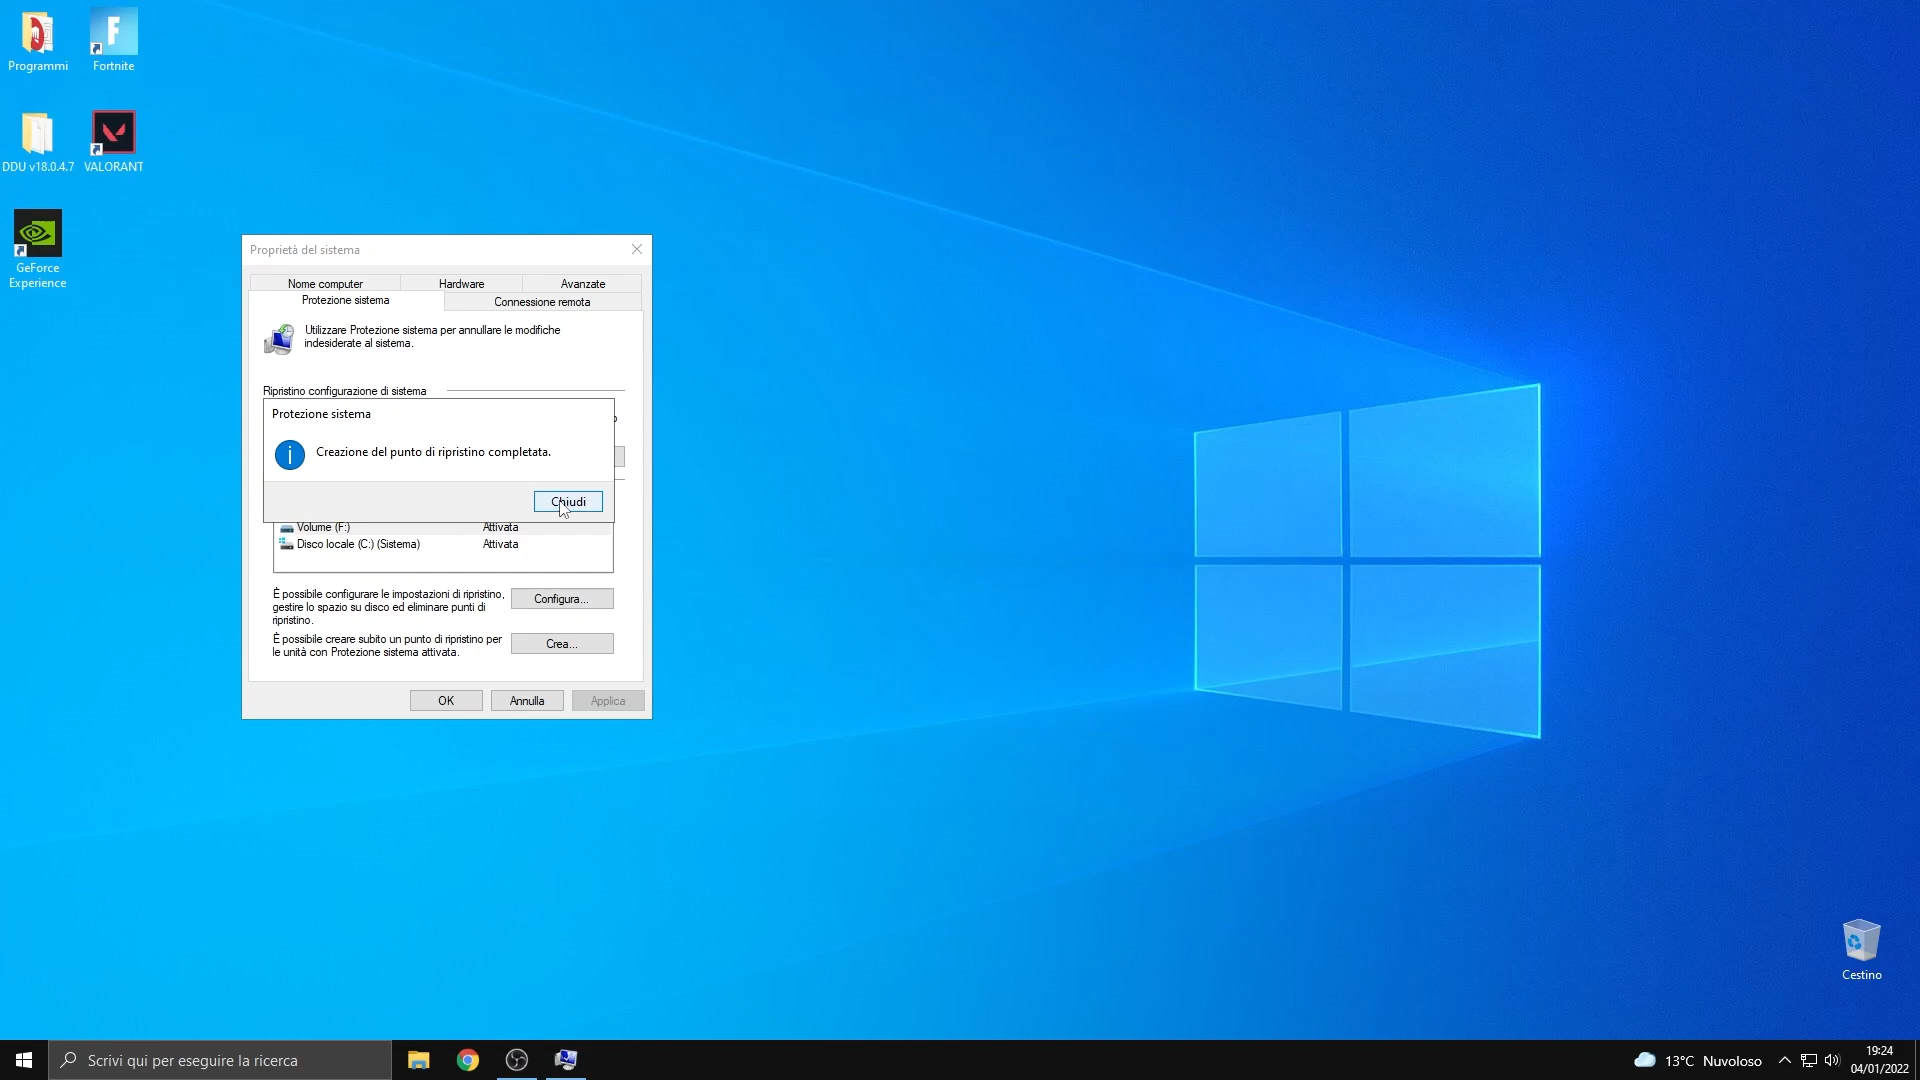 Programmi
Fortnite
DDU v18.0.4.7
VALORANT
GeForce
Experience
Proprietà del sistema
Nome computer
Hardware
Avanzate
Protezione sistema
Connessione remota
Utilizzare Protezione sistema per annullare le modifiche
indesiderate al sistema.
Ripristino configurazione di sistema
Protezione sistema
Creazione del punto di ripristino completata.
Chiudi
Volume (F:)
Attivata
Disco locale (C:) (Sistema)
Attivata
È possibile configurare le impostazioni di ripristino,
gestire lo spazio su disco ed eliminare punti di
ripristino.
Configura...
È possibile creare subito un punto di ripristino per
le unità con Protezione sistema attivata.
Crea...
OK
Annulla
Applica
Cestino
Scrivi qui per eseguire la ricerca
13°C Nuvoloso
19:24
04/01/2022